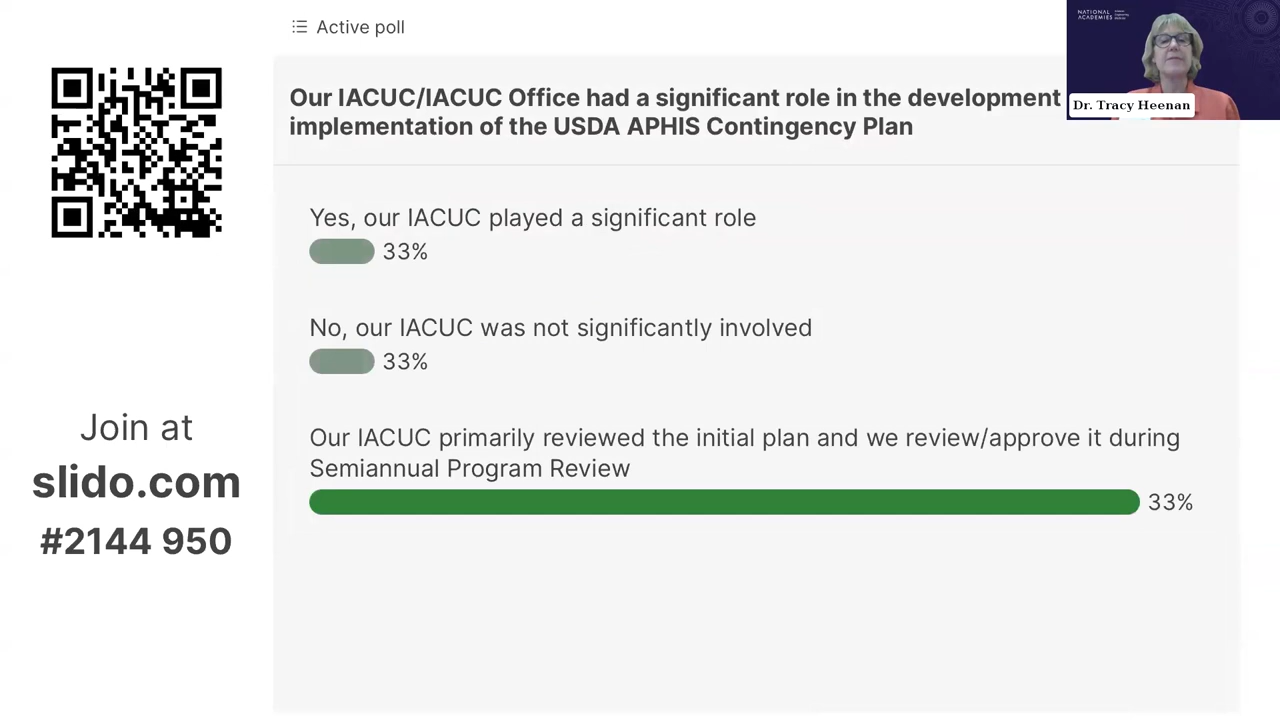 Active poll
Our IACUC/IACUC Office had a significant role in the development
implementation of the USDA APHIS Contingency Plan
NATIONAL
ACADEMIES
Dr. Tracy Heenan
Yes, our IACUC played a significant role
33%
No, our IACUC was not significantly involved
33%
Our IACUC primarily reviewed the initial plan and we review/approve it during
Semiannual Program Review
33%
Join at
slido.com
#2144 950